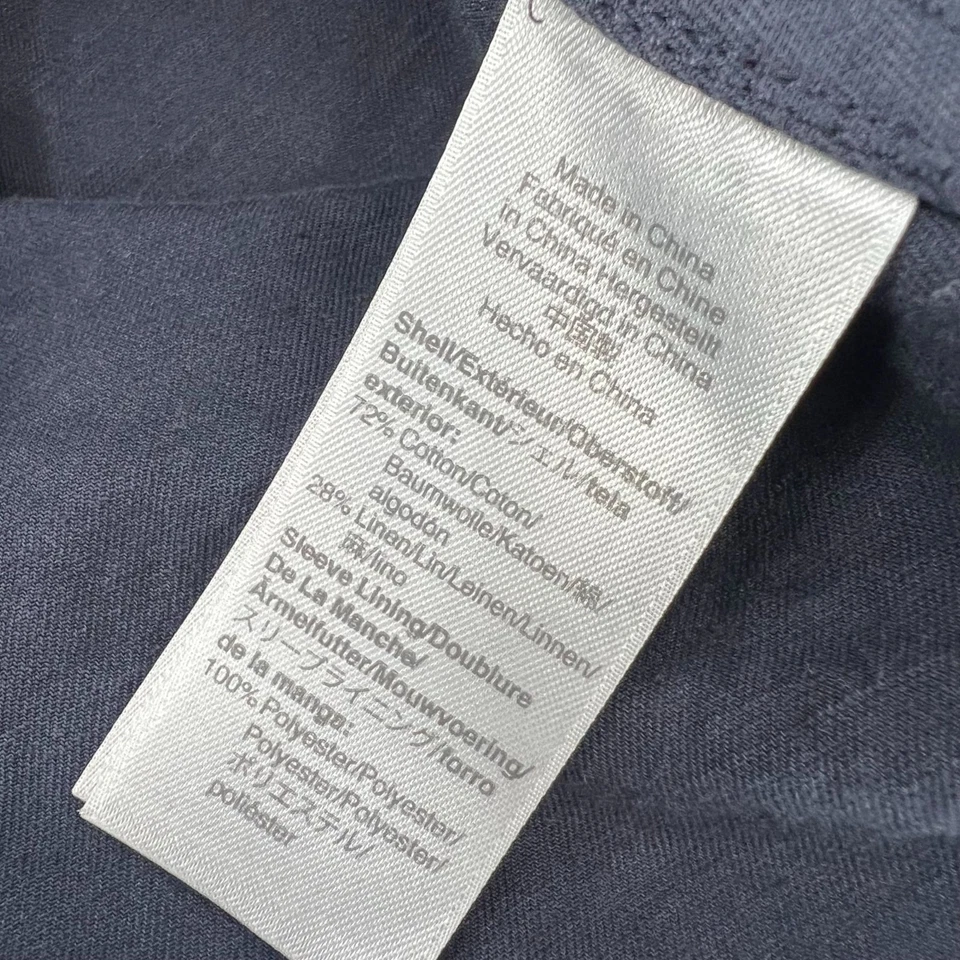 Made in China
Fabriqué en Chine
In China Hergestellt
Vervaardigd in China
中国製
Hecho en China
Shell/Extérieur/Oberstoff/
Buitenkant/シェル/tela
exterior:
72% Cotton/Coton/
Baumwolle/Katoen/綿/
algodón
28% Linen/Lin/Leinen/Linnen/
麻/lino
Sleeve Lining/Doublure
De La Manche/
Ärmelfutter/Mouwvoering/
スリーブライニング/forro
de la manga:
100% Polyester/Polyester/
Polyester/Polyester/
ポリエステル/
poliéster